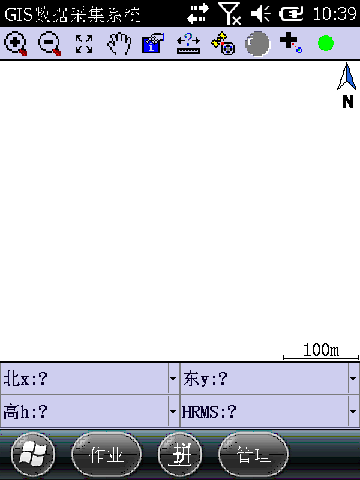 GIS数据采集系统 10:39
N
100m
北x:? 东y:?
高h:? HRMS:?
作业 拼 管理